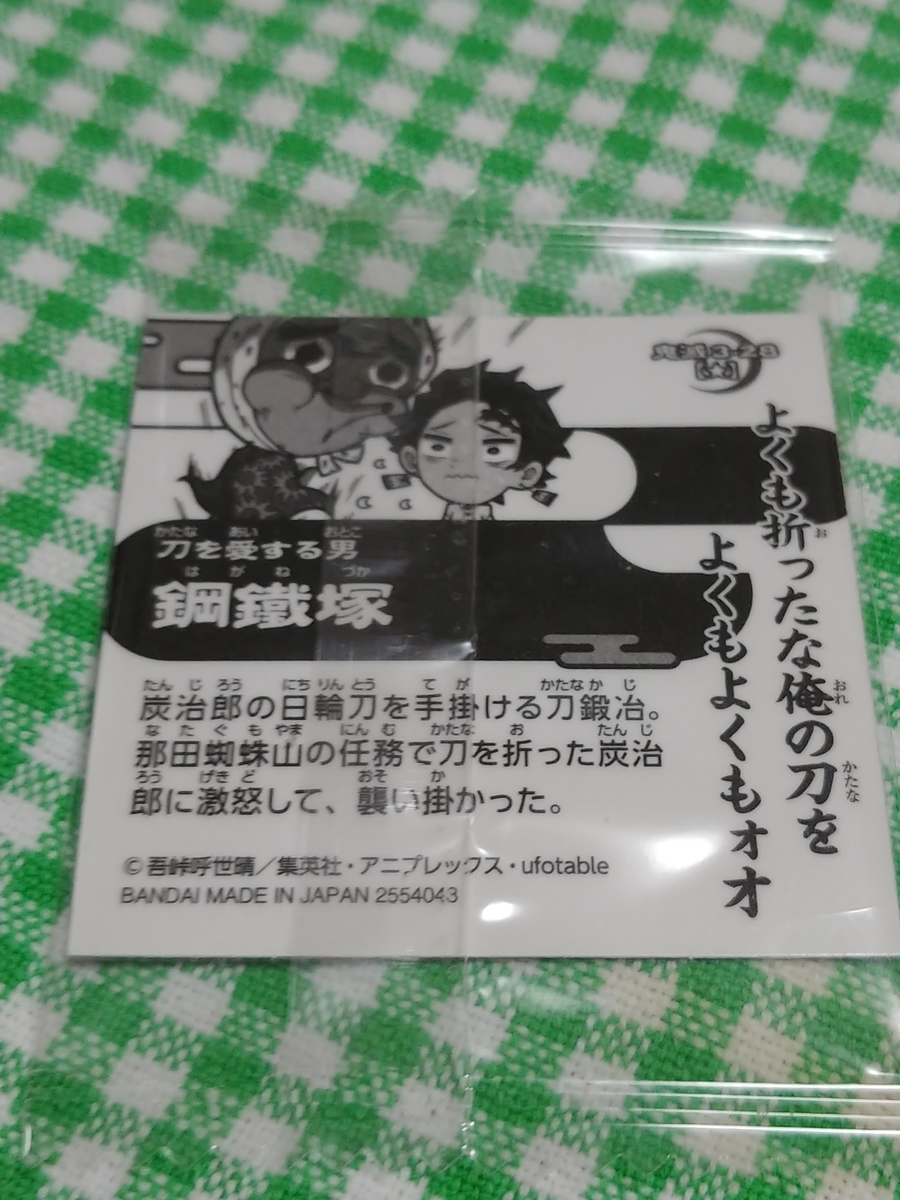 鬼滅 3-28
[★]
よくも折ったな俺の刀を
よくもよくもォオ
刀を愛する男
鋼鐵塚
炭治郎の日輪刀を手掛ける刀鍛冶。
那田蜘蛛山の任務で刀を折った炭治
郎に激怒して、襲い掛かった。
©吾峠呼世晴／集英社・アニプレックス・ufotable
BANDAI MADE IN JAPAN 2554043